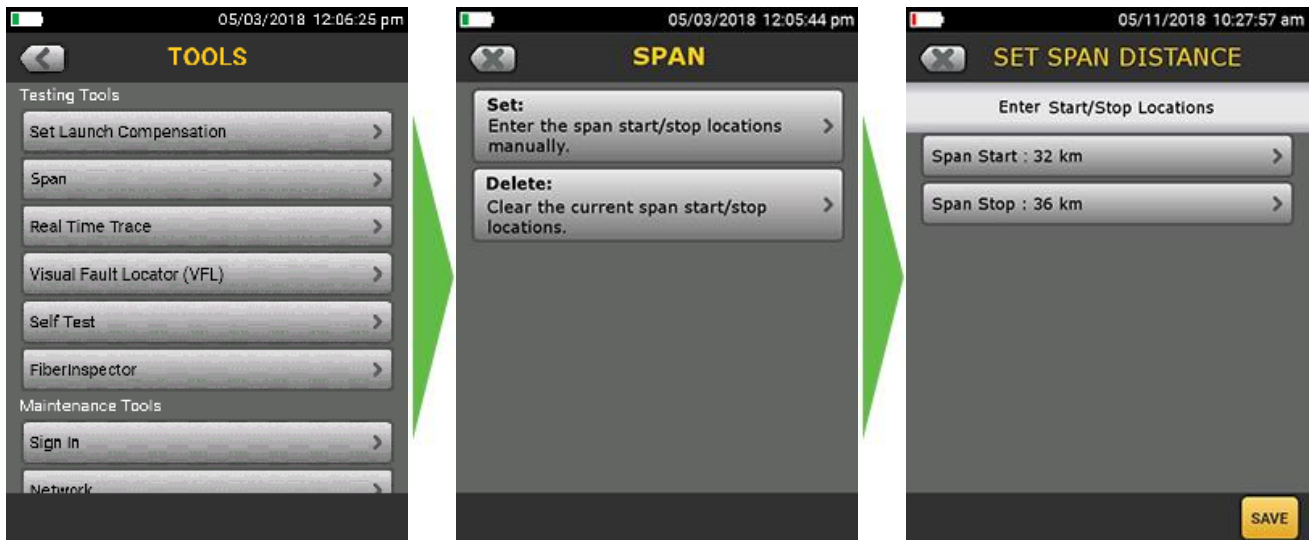 05/03/2018 12:06:25 pm
TOOLS
Testing Tools
Set Launch Compensation
Span
Real Time Trace
Visual Fault Locator (VFL)
Self Test
FiberInspector
Maintenance Tools
Sign In
Network
05/03/2018 12:05:44 pm
SPAN
Set:
Enter the span start/stop locations
manually.
Delete:
Clear the current span start/stop
locations.
05/11/2018 10:27:57 am
SET SPAN DISTANCE
Enter Start/Stop Locations
Span Start : 32 km
Span Stop : 36 km
SAVE